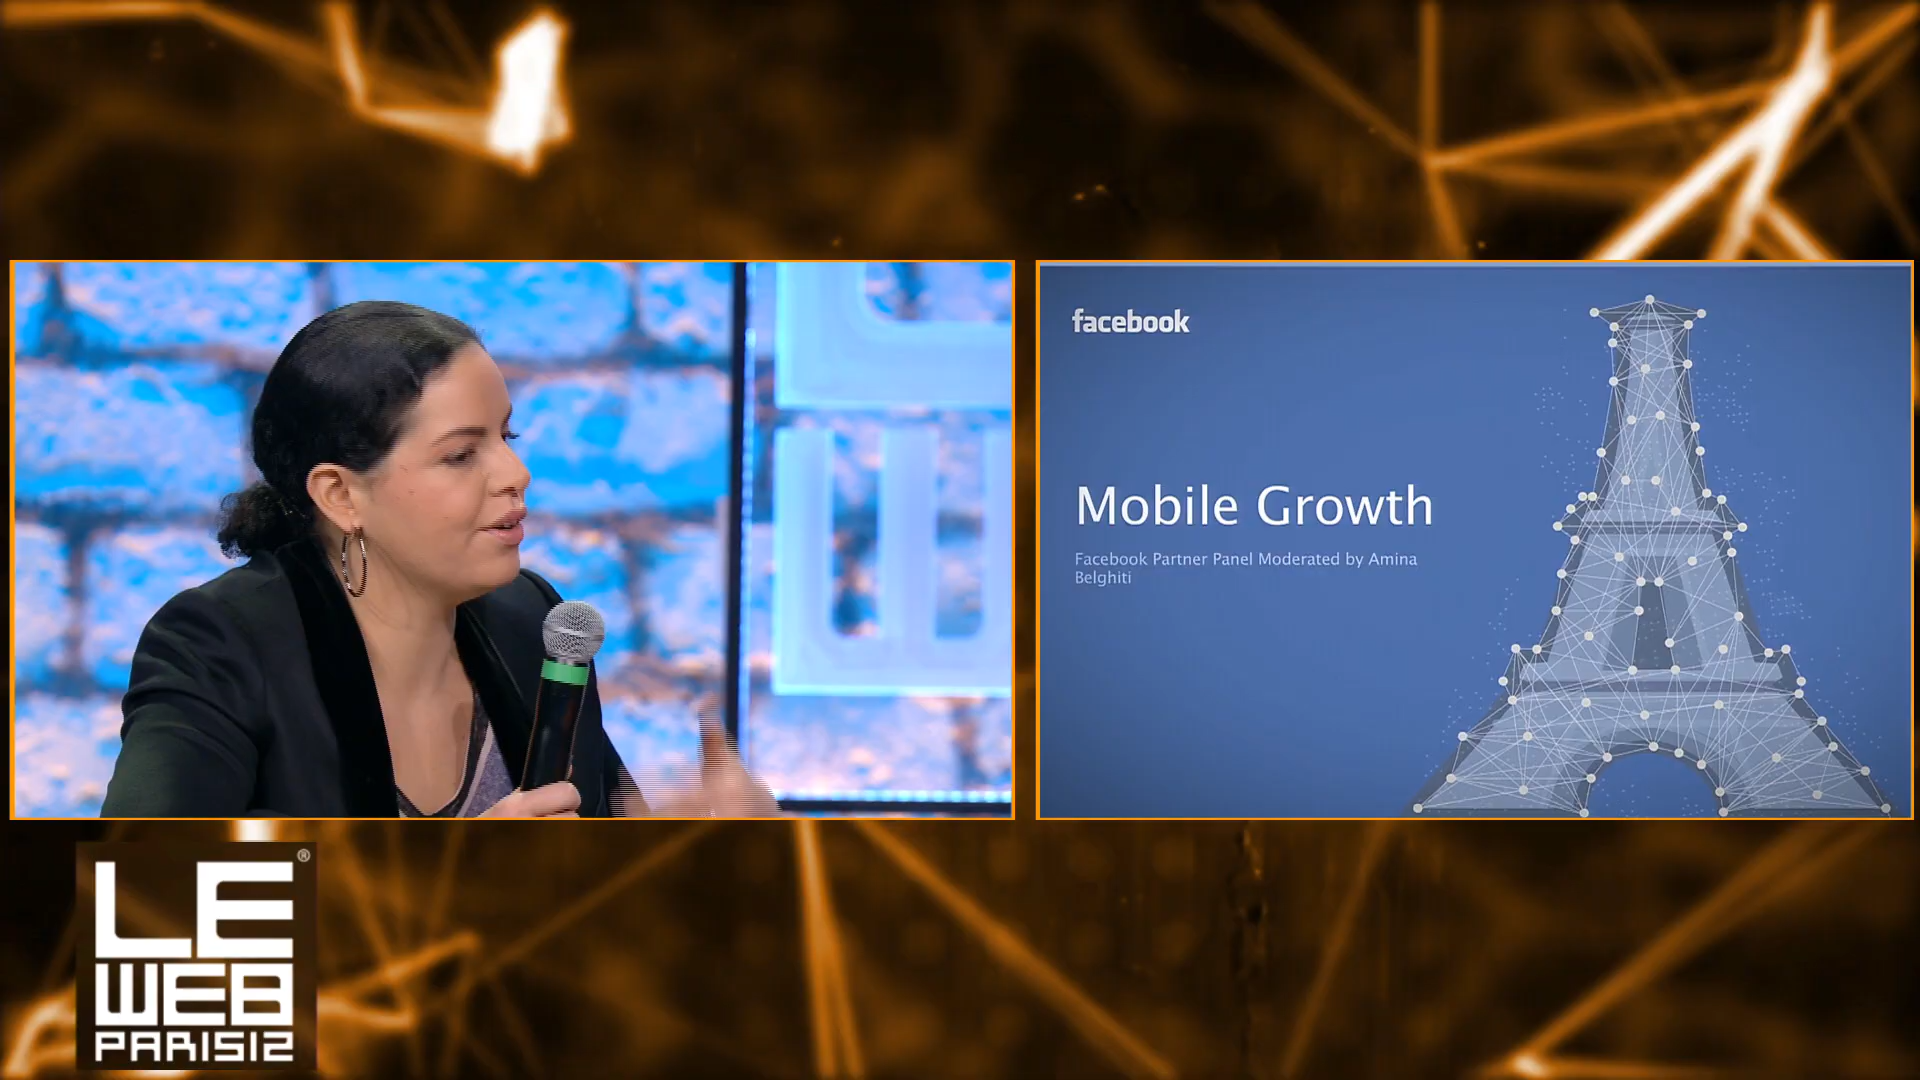 facebook
Mobile Growth
Facebook Partner Panel Moderated by Amina
Belghiti
LE®
WEB
PARIS12